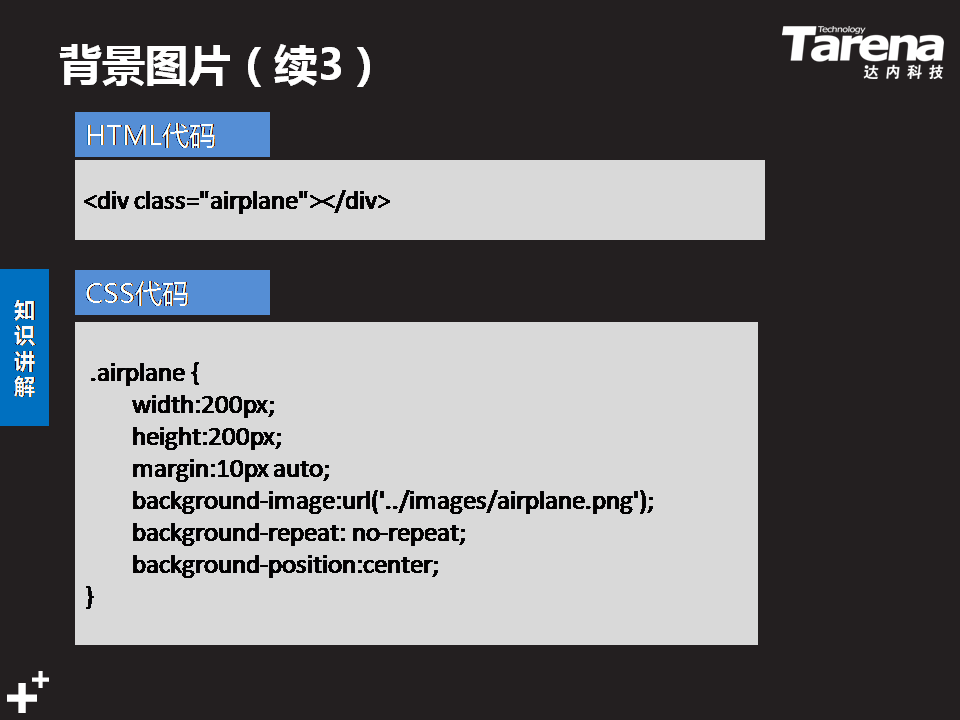 背景图片（续3）
Technology
Tarena
达内科技
HTML代码
<div class="airplane"></div>
CSS代码
知识讲解
.airplane {
width:200px;
height:200px;
margin:10px auto;
background-image:url('../images/airplane.png');
background-repeat: no-repeat;
background-position:center;
}